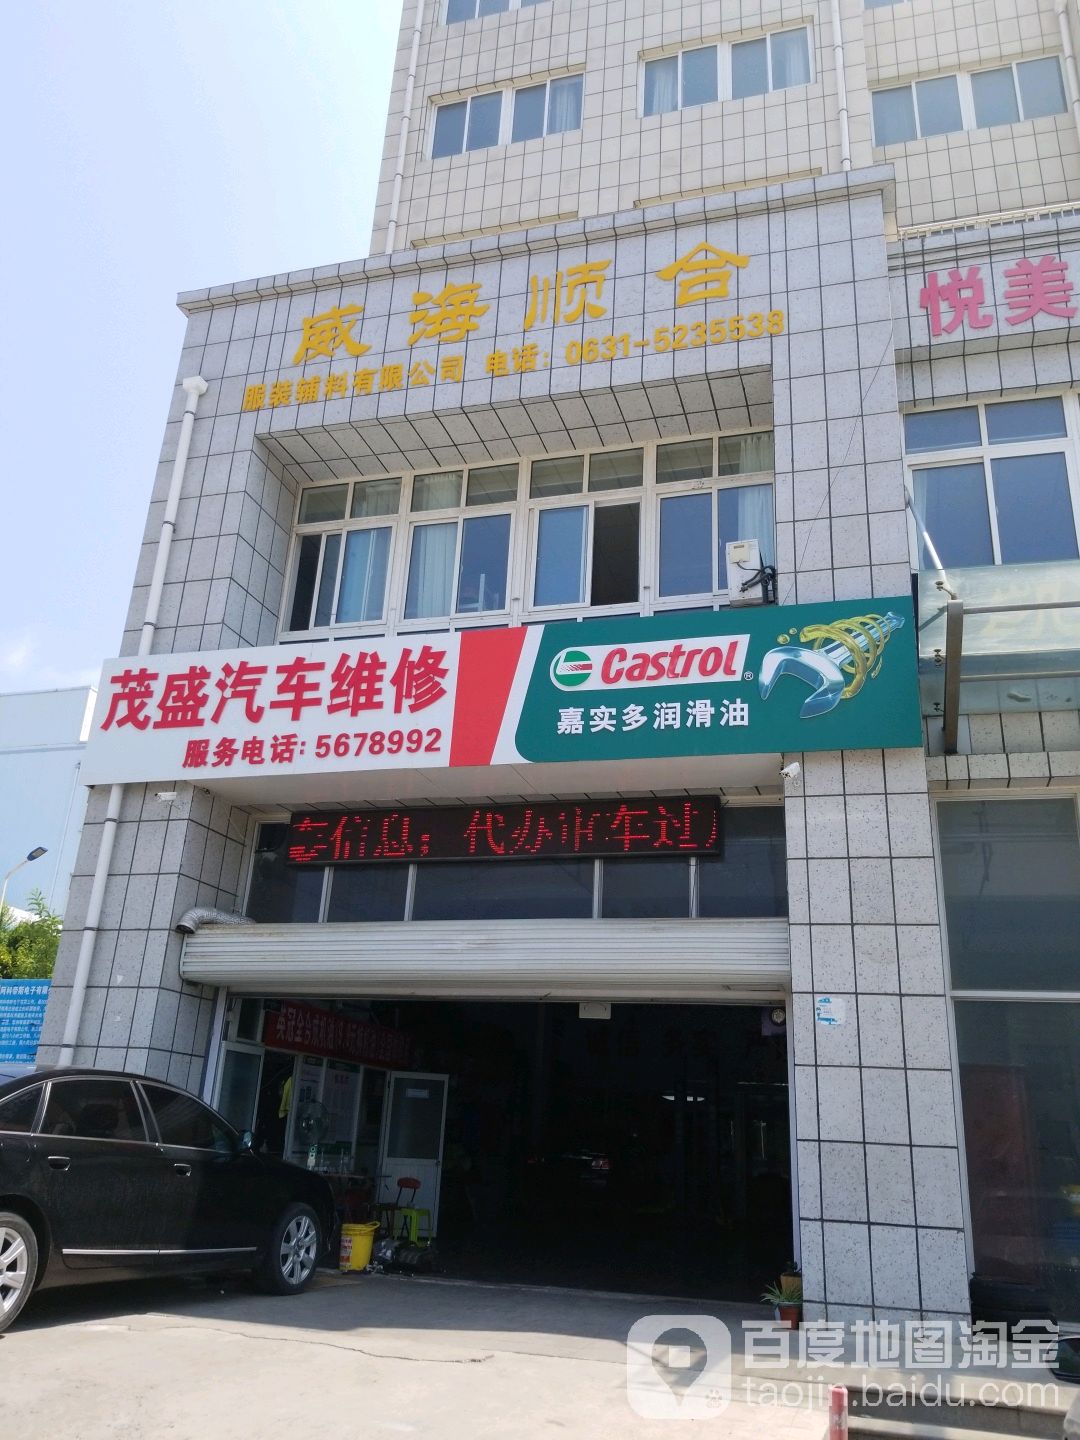 威海顺合
服装辅料有限公司 电话：0631-5235538
悦美
茂盛汽车维修
服务电话：5678992
Castrol®
嘉实多润滑油
信息；代办审车过
百度地图淘金
taojin.baidu.com